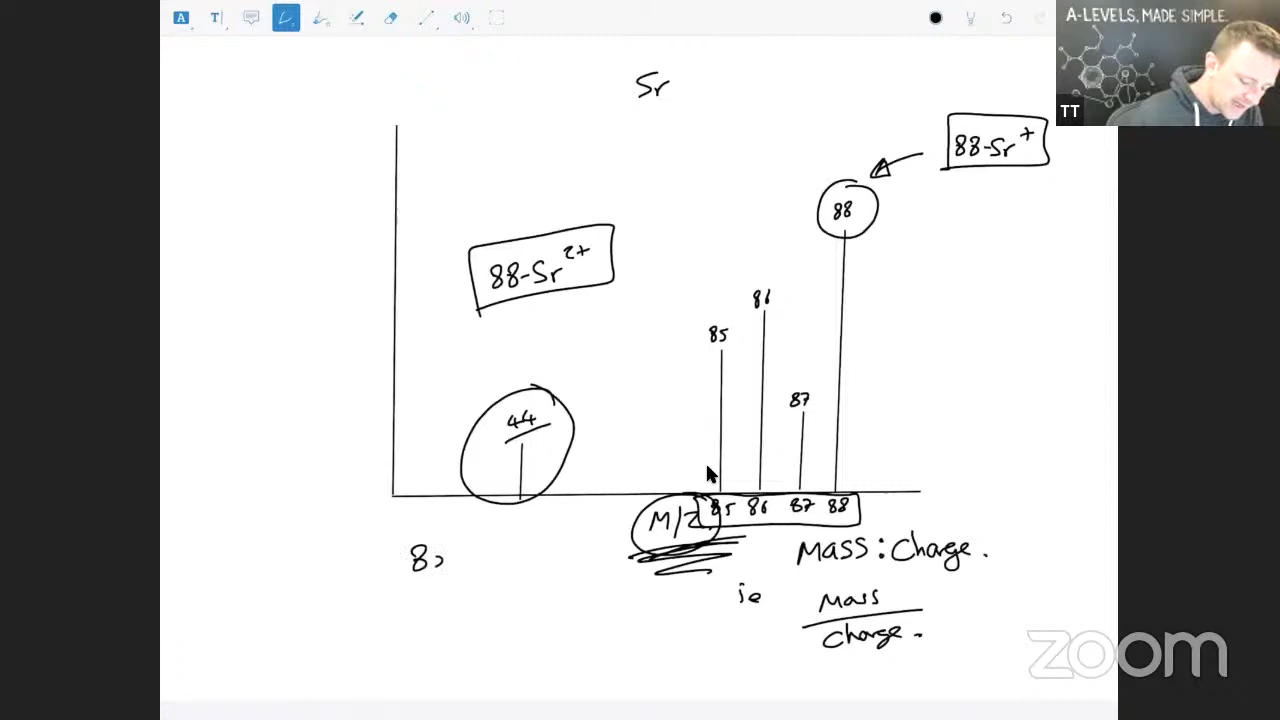 A-LEVELS, MADE SIMPLE.
TT
Sr
88-Sr+
88
88-Sr2+
86
85
87
44
M/Z 85 86 87 88
Mass : Charge.
ie Mass
Charge.
zoom